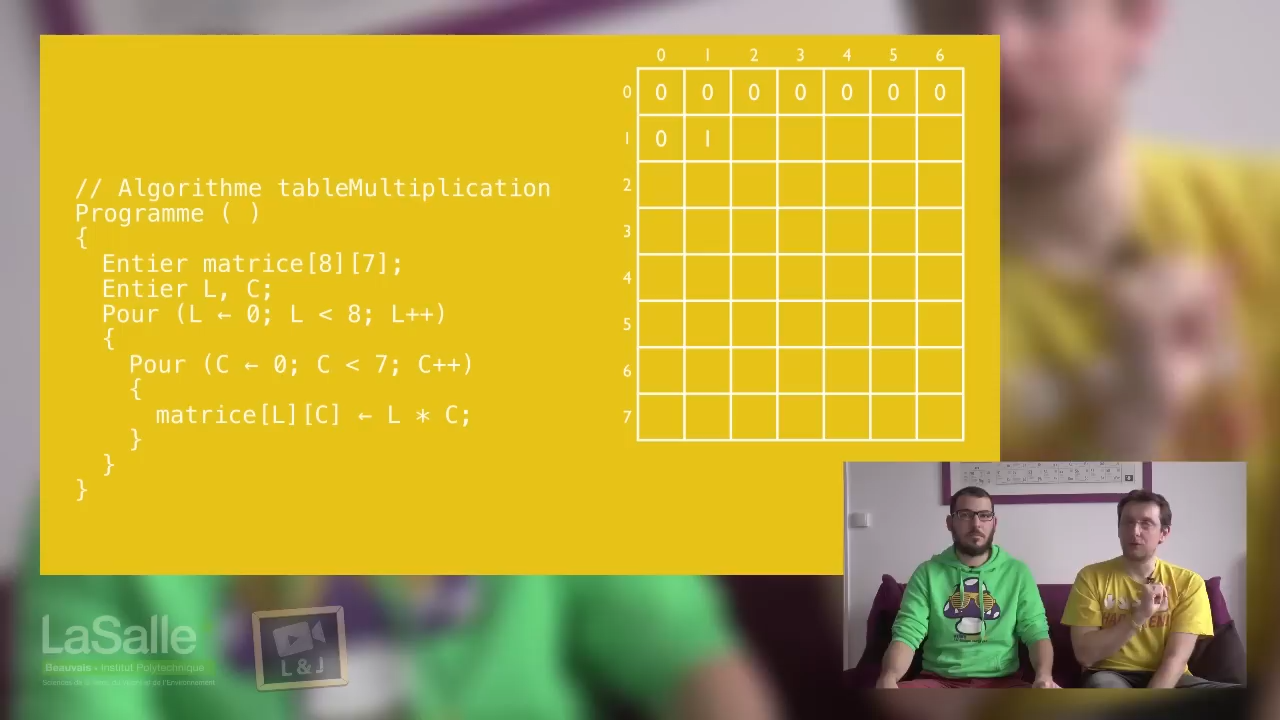 // Algorithme tableMultiplication
Programme ( )
{
Entier matrice[8][7];
Entier L, C;
Pour (L ← 0; L < 8; L++)
{
Pour (C ← 0; C < 7; C++)
{
matrice[L][C] ← L * C;
}
}
}
0 1 2 3 4 5 6
0 0 0 0 0 0 0 0
1 0 1
2
3
4
5
6
7
LaSalle
Beauvais • Institut Polytechnique
L&J